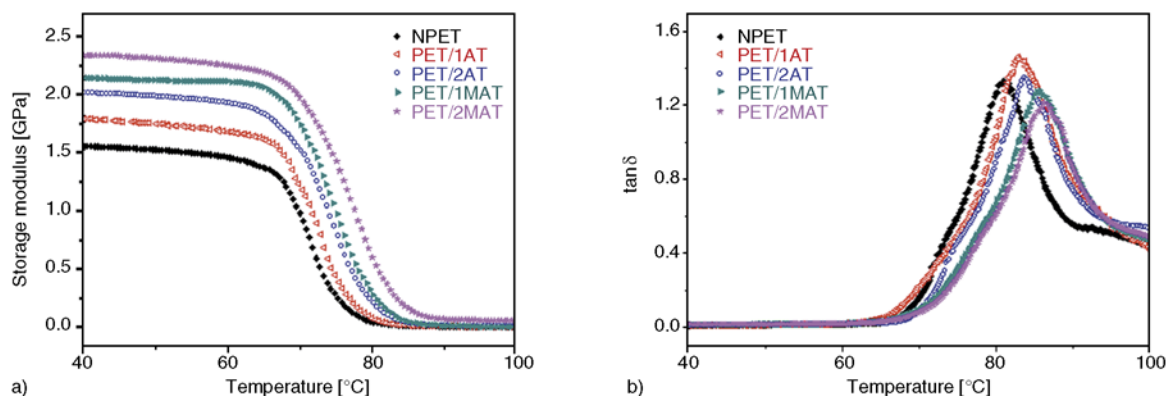 2.5
2.0
1.5
1.0
0.5
0.0
Storage modulus [GPa]
NPET
PET/1AT
PET/2AT
PET/1MAT
PET/2MAT
40
60
80
100
Temperature [°C]
a)
1.6
1.2
0.8
0.4
0.0
tan δ
NPET
PET/1AT
PET/2AT
PET/1MAT
PET/2MAT
40
60
80
100
Temperature [°C]
b)